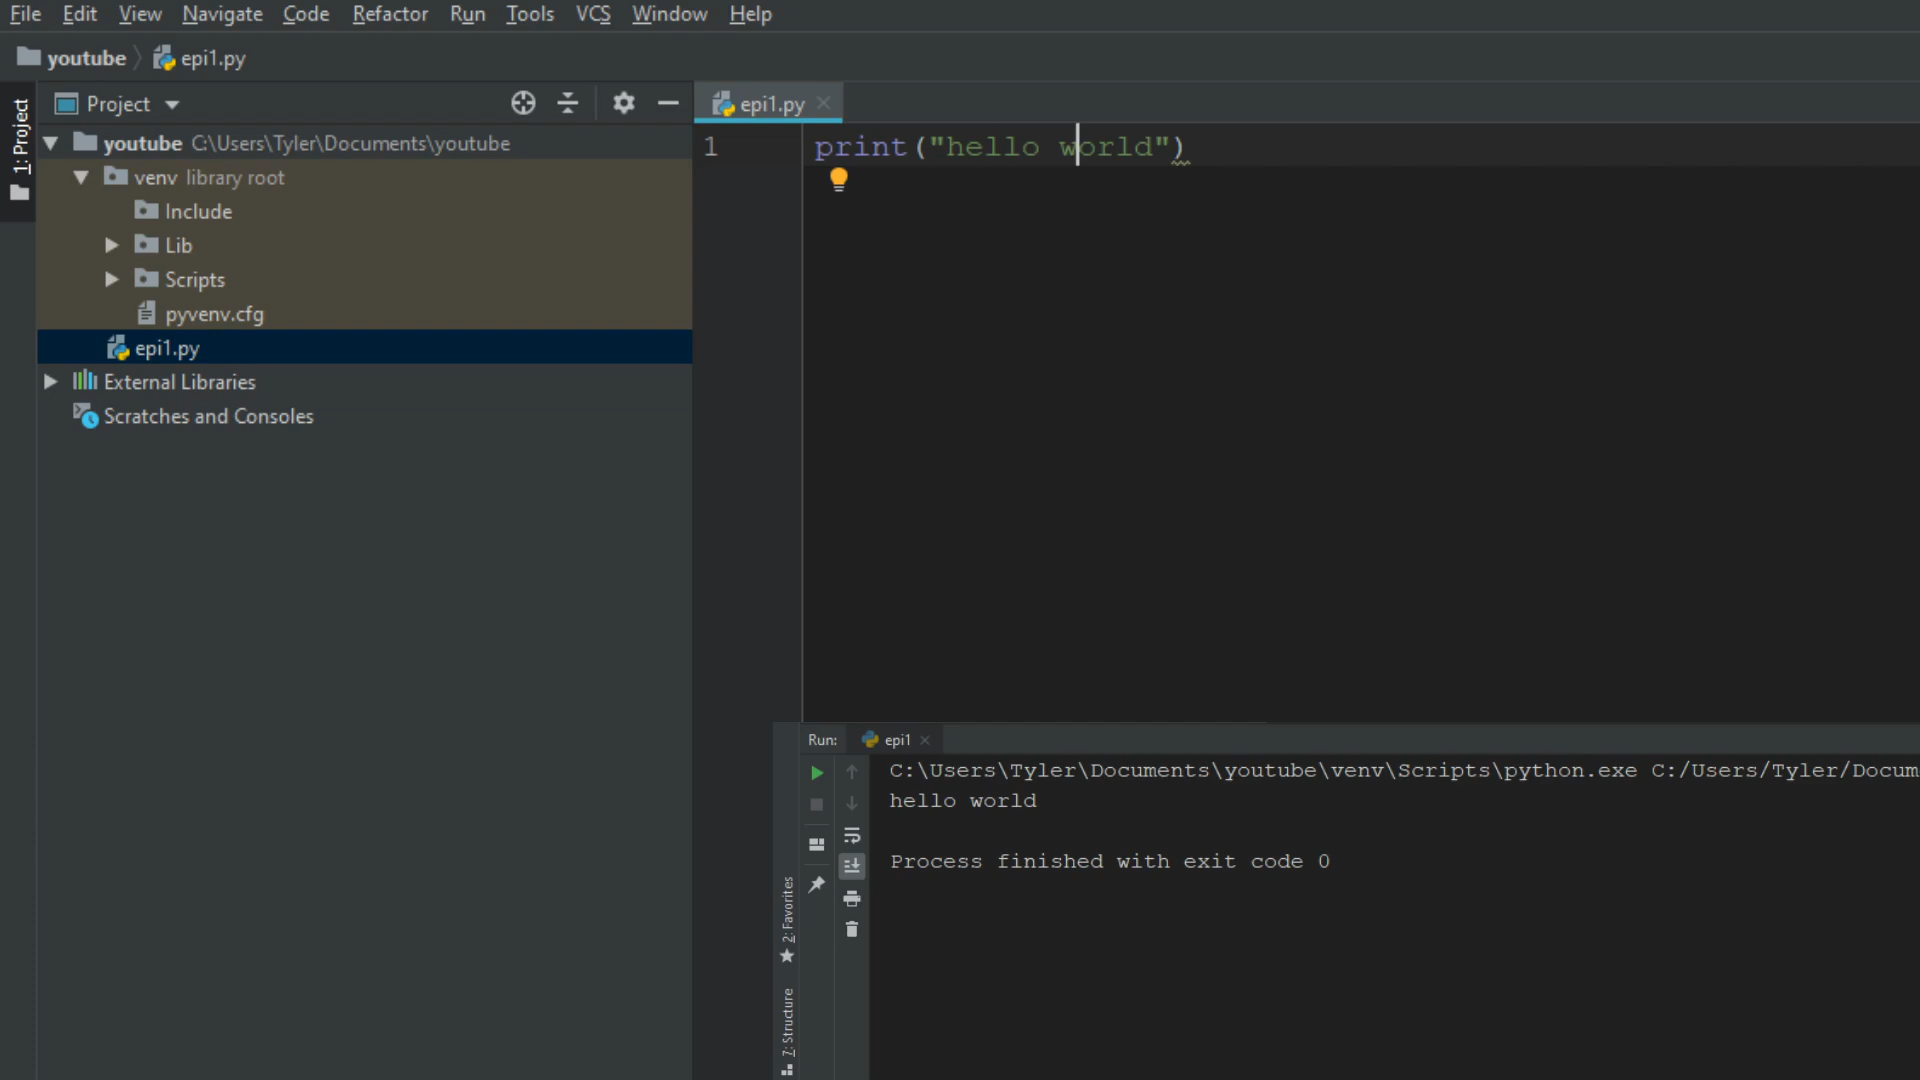 File Edit View Navigate Code Refactor Run Tools VCS Window Help
youtube epi1.py
1: Project
Project
youtube C:\Users\Tyler\Documents\youtube
venv library root
Include
Lib
Scripts
pyvenv.cfg
epi1.py
External Libraries
Scratches and Consoles
epi1.py
1 print("hello world")
Run: epi1
C:\Users\Tyler\Documents\youtube\venv\Scripts\python.exe C:/Users/Tyler/Docum
hello world
Process finished with exit code 0
2: Favorites
7: Structure